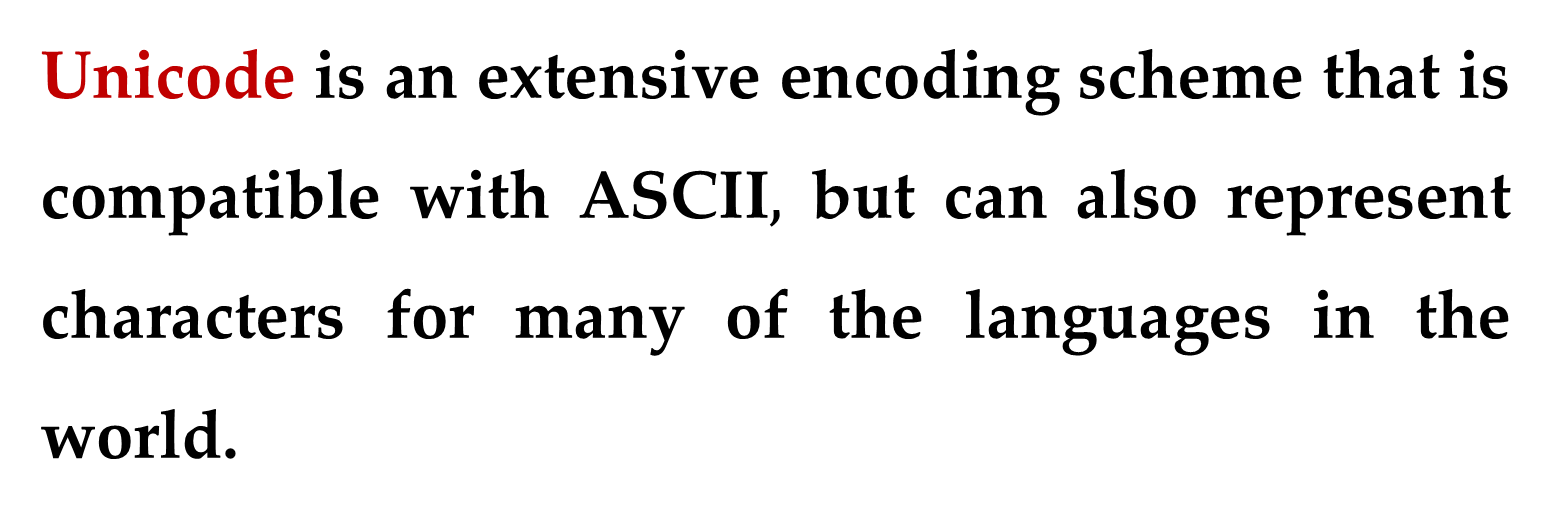 Unicode is an extensive encoding scheme that is
compatible with ASCII, but can also represent
characters for many of the languages in the
world.